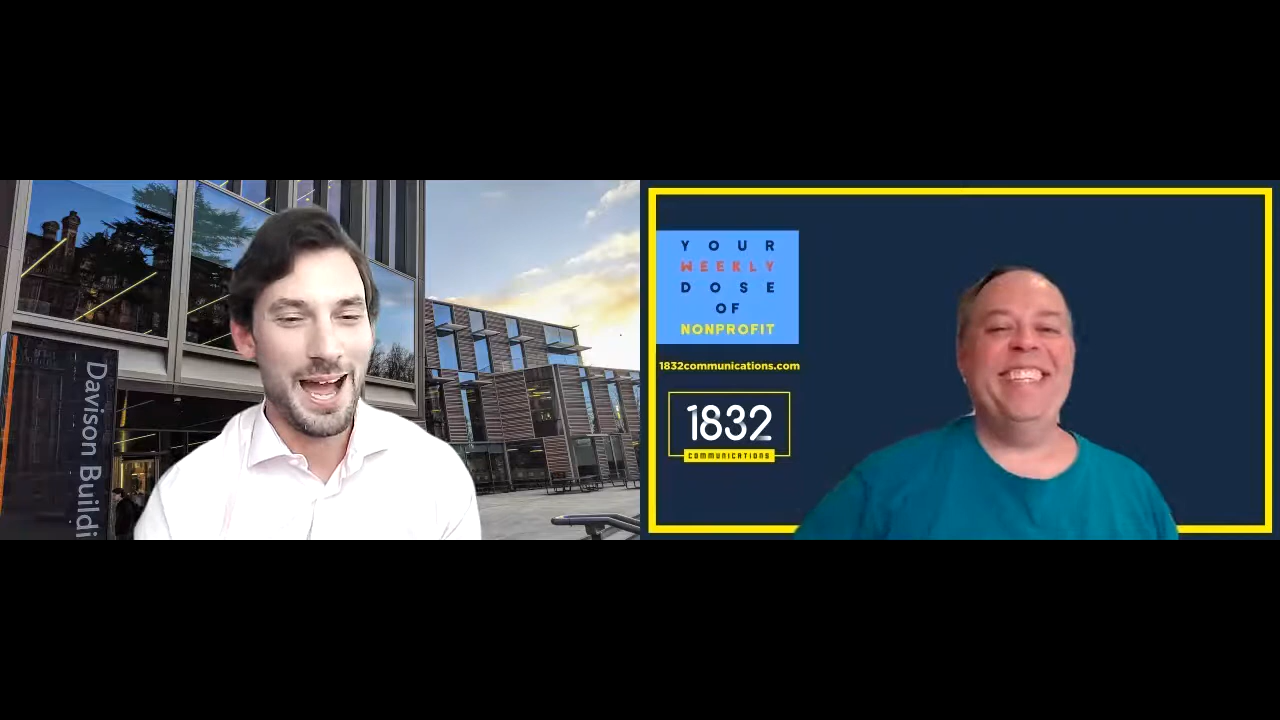 Davison Buildi
YOUR
WEEKLY
DOSE
OF
NONPROFIT
1832communications.com
1832
COMMUNICATIONS